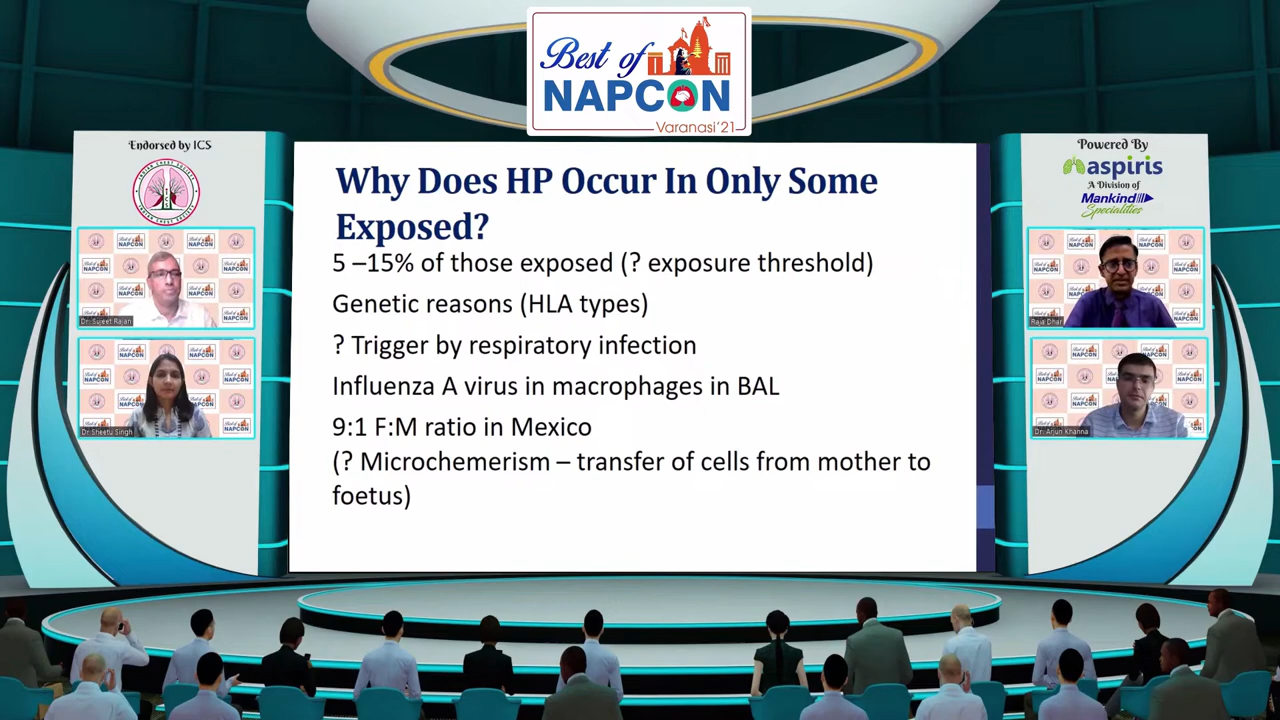 Best of
NAPCON
Varanasi'21
Endorsed by ICS
INDIAN CHEST SOCIETY
Dr. Sujeet Rajan
Dr. Sheetu Singh
Why Does HP Occur In Only Some
Exposed?
5 –15% of those exposed (? exposure threshold)
Genetic reasons (HLA types)
? Trigger by respiratory infection
Influenza A virus in macrophages in BAL
9:1 F:M ratio in Mexico
(? Microchemerism – transfer of cells from mother to
foetus)
Powered By
aspiris
A Division of
Mankind
Specialities
Raja Dhar
Dr. Arjun Khanna